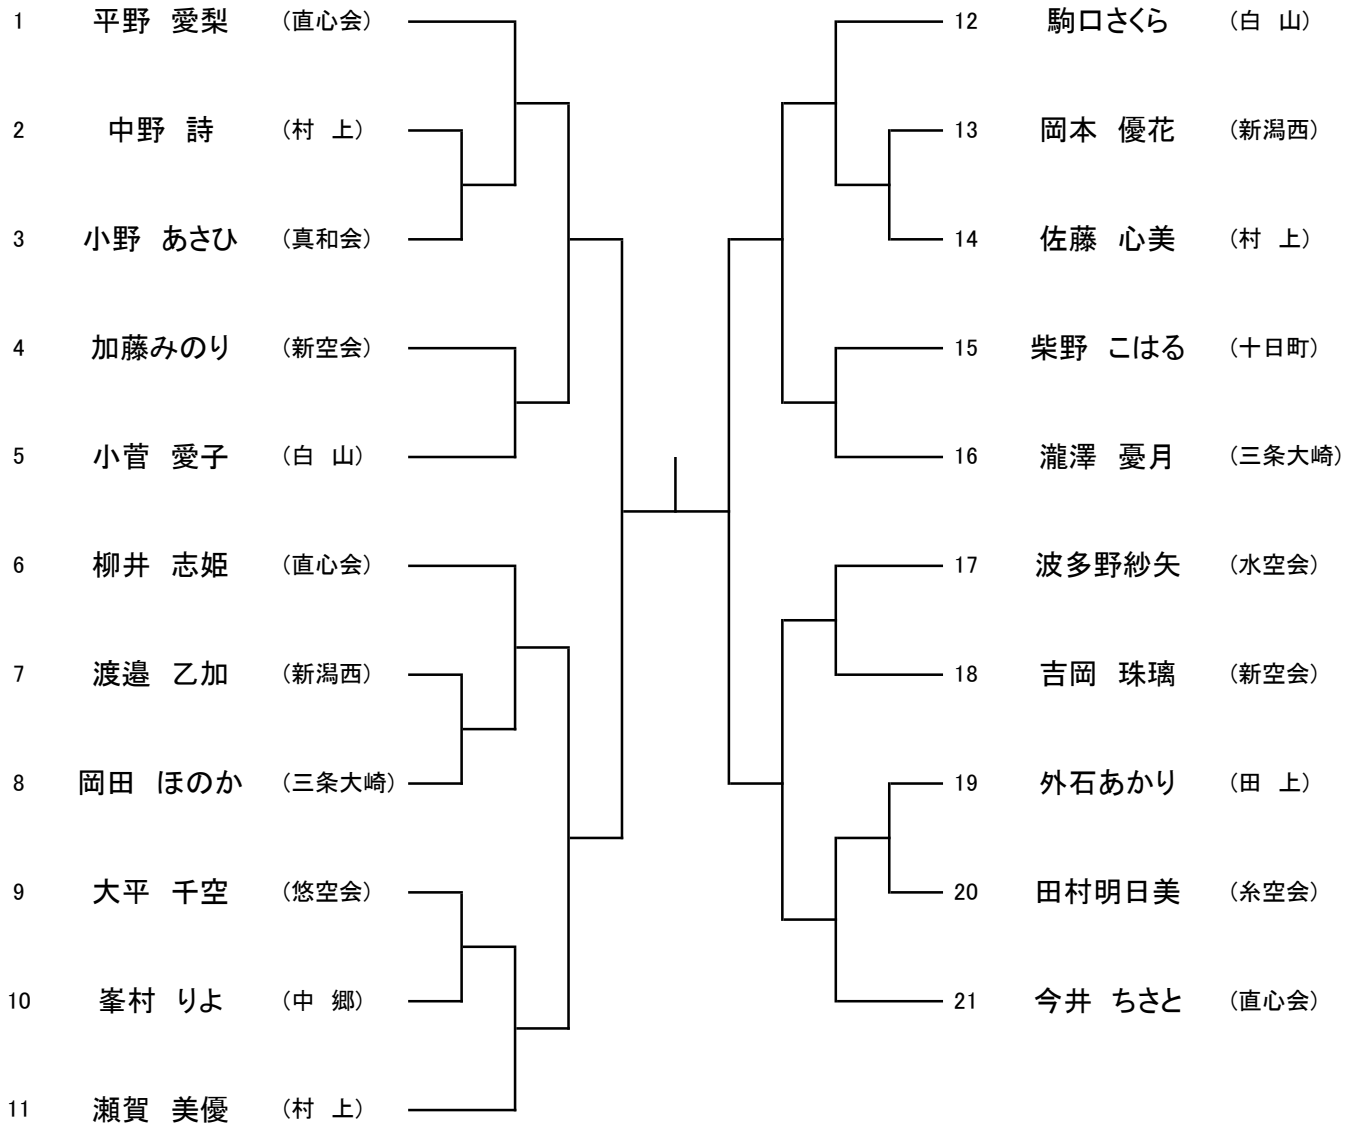 1 平野 愛梨 (直心会)
2 中野 詩 (村 上)
3 小野 あさひ (真和会)
4 加藤みのり (新空会)
5 小菅 愛子 (白 山)
6 柳井 志姫 (直心会)
7 渡邉 乙加 (新潟西)
8 岡田 ほのか (三条大崎)
9 大平 千空 (悠空会)
10 峯村 りよ (中 郷)
11 瀬賀 美優 (村 上)
12 駒口さくら (白 山)
13 岡本 優花 (新潟西)
14 佐藤 心美 (村 上)
15 柴野 こはる (十日町)
16 瀧澤 憂月 (三条大崎)
17 波多野紗矢 (水空会)
18 吉岡 珠璃 (新空会)
19 外石あかり (田 上)
20 田村明日美 (糸空会)
21 今井 ちさと (直心会)